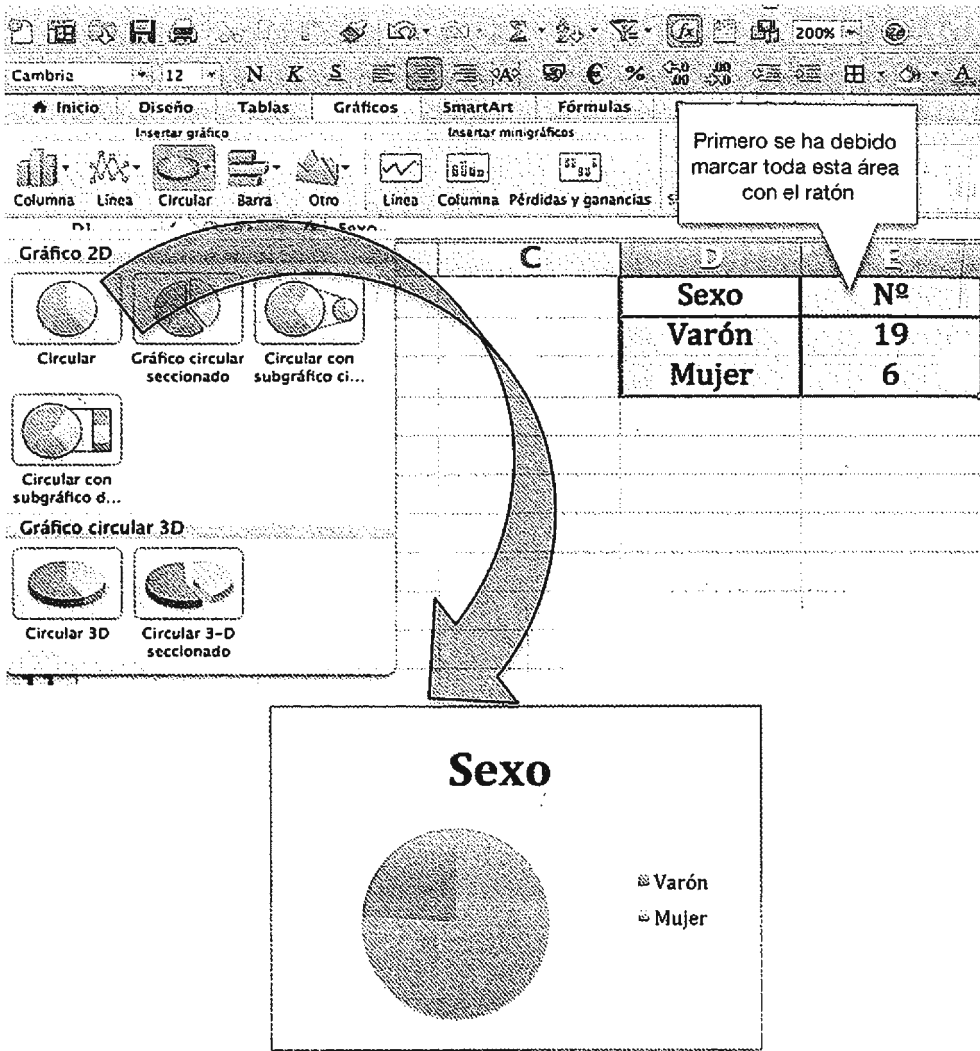 200%
Cambria 12 N K S € %
Inicio Diseño Tablas Gráficos SmartArt Fórmulas
Insertar gráfico Insertar minigráficos
Columna Línea Circular Barra Otro Línea Columna Pérdidas y ganancias
Primero se ha debido
marcar toda esta área
con el ratón
D1
Gráfico 2D
Circular
Gráfico circular
seccionado
Circular con
subgráfico ci...
Circular con
subgráfico d...
Gráfico circular 3D
Circular 3D
Circular 3-D
seccionado
C D E
Sexo Nº
Varón 19
Mujer 6
Sexo
Varón
Mujer